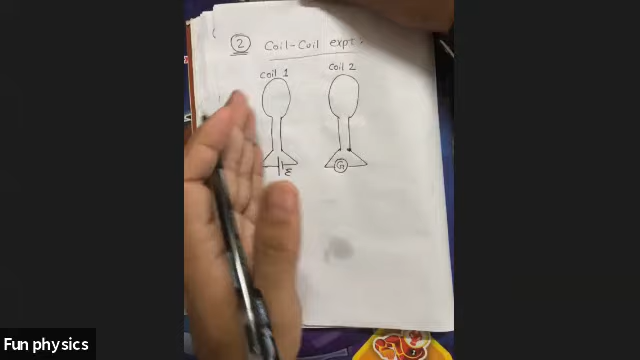 2 Coil-Coil expt.
Coil 1
Coil 2
ε
G
Fun physics